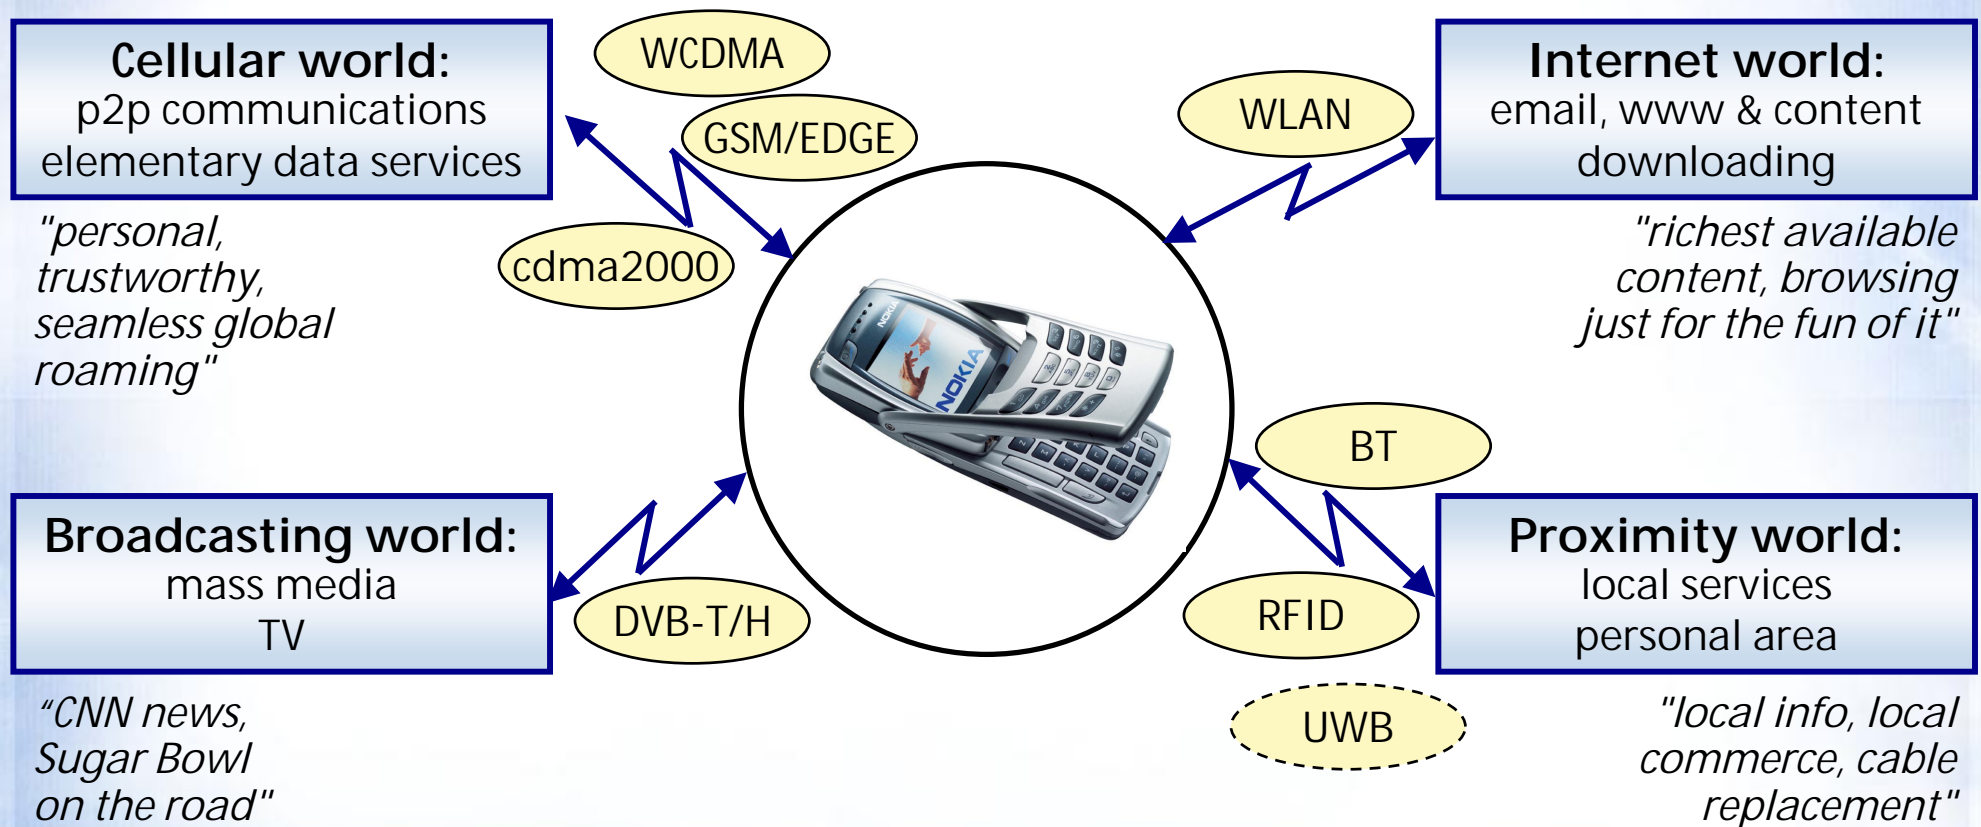 Cellular world:
p2p communications
elementary data services
"personal,
trustworthy,
seamless global
roaming"
WCDMA
GSM/EDGE
cdma2000
WLAN
Internet world:
email, www & content
downloading
"richest available
content, browsing
just for the fun of it"
NOKIA
NOKIA
Broadcasting world:
mass media
TV
“CNN news,
Sugar Bowl
on the road"
DVB-T/H
BT
RFID
UWB
Proximity world:
local services
personal area
"local info, local
commerce, cable
replacement"